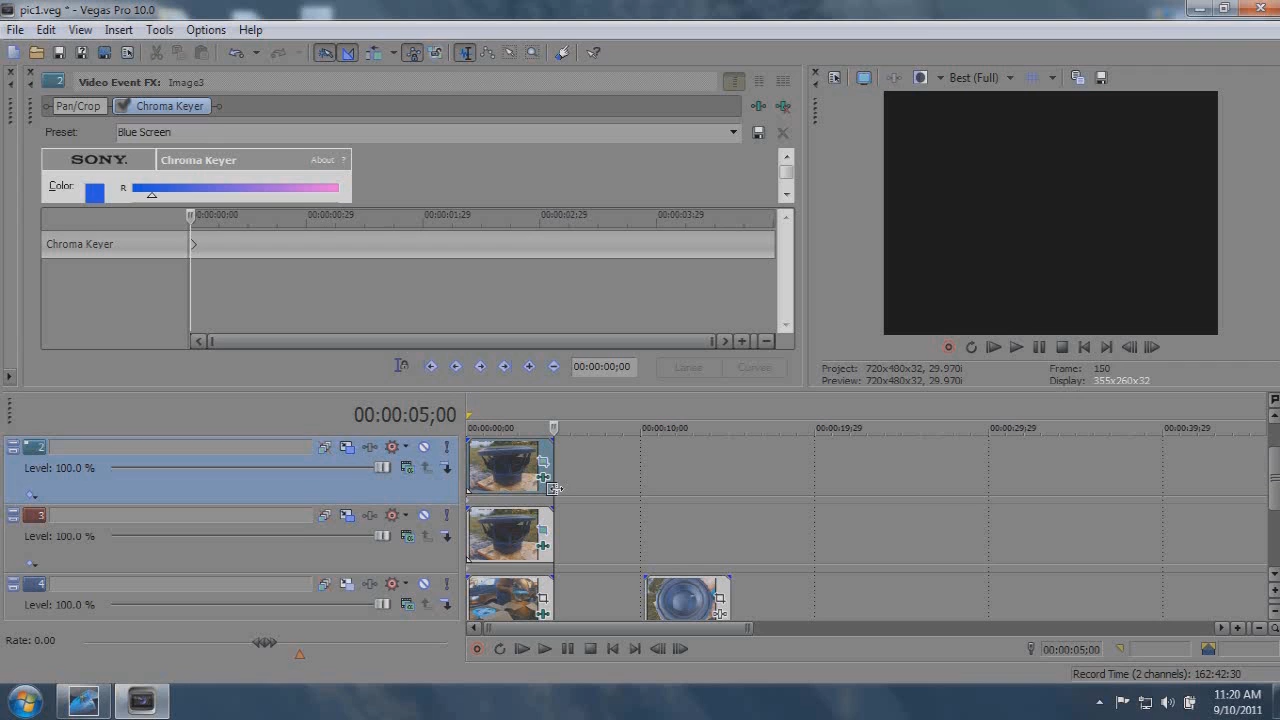 pic1.veg * - Vegas Pro 10.0
File Edit View Insert Tools Options Help
2 Video Event FX: Image3
Best (Full)
Pan/Crop Chroma Keyer
Preset: Blue Screen
SONY. Chroma Keyer About ?
Color: R
00:00:00;00 00:00:00:29 00:00:01:29 00:00:02:29 00:00:03:29
Chroma Keyer
00:00:00;00 Curves
Project: 720x480x32, 29.970i Frame: 150
Preview: 720x480x32, 29.970i Display: 355x260x32
00:00:05;00
00:00:00;00 00:00:10;00 00:00:19;29 00:00:29;29 00:00:39;29
2
Level: 100.0 %
3
Level: 100.0 %
4
Level: 100.0 %
Rate: 0.00
00:00:05;00
Record Time (2 channels): 162:42:30
11:20 AM
9/10/2011